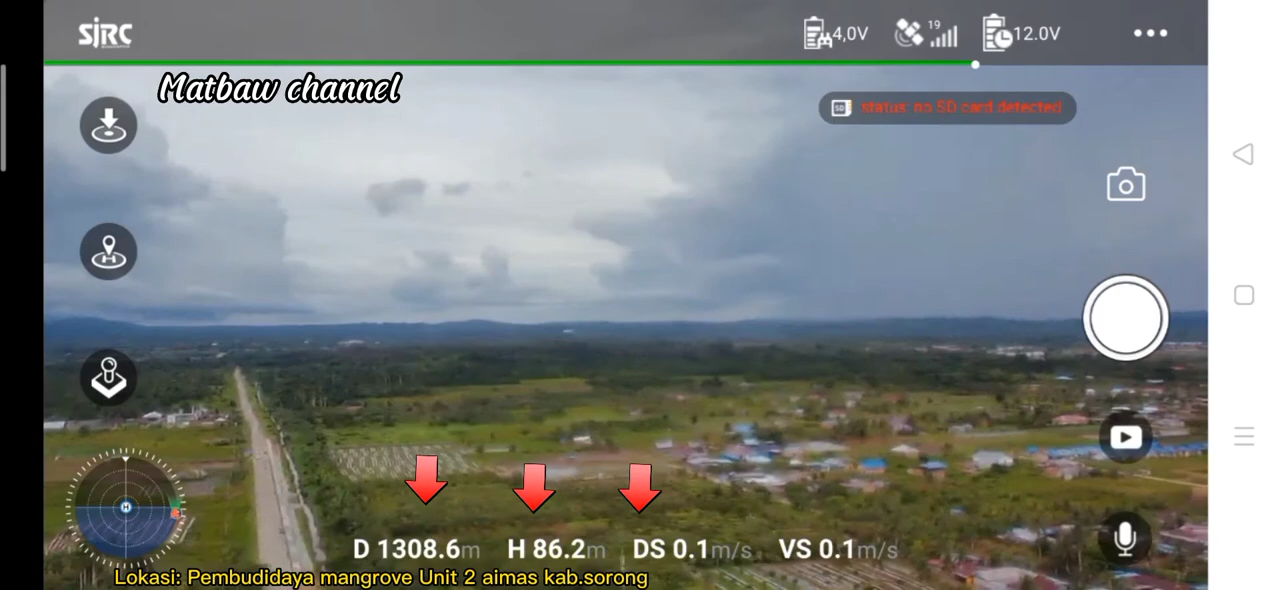 SJRC
4,0V
19
12.0V
Matbaw channel
SD
status: no SD card detected
H
D 1308.6m H 86.2m DS 0.1m/s VS 0.1m/s
Lokasi: Pembudidaya mangrove Unit 2 aimas kab.sorong